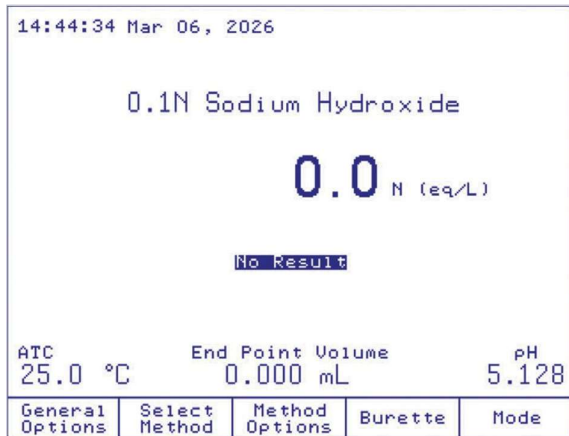 14:44:34 Mar 06, 2026
0.1N Sodium Hydroxide
0.0 N (eq/L)
No Result
ATC End Point Volume pH
25.0 °C 0.000 mL 5.128
General Options Select Method Method Options Burette Mode